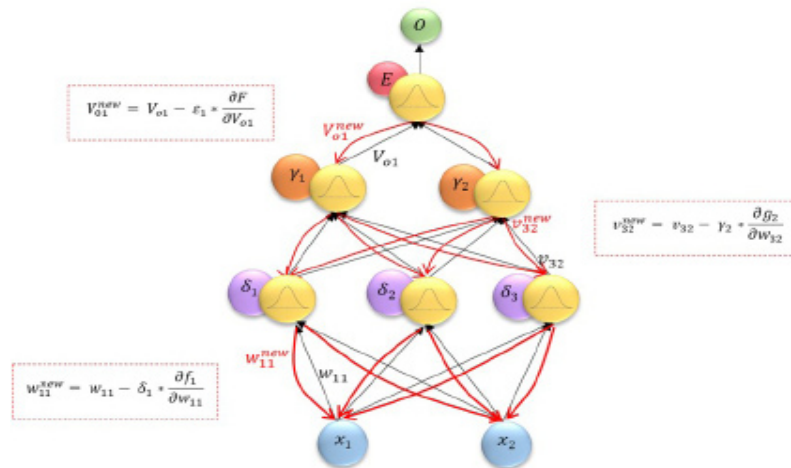 O
E
V_{01}^{new} = V_{o1} − ε_1 * ∂F/∂V_{o1}
V_{o1}^{new}
V_{o1}
γ_1
γ_2
v_{32}^{new}
v_{32}^{new} = v_{32} − γ_2 * ∂g_2/∂w_{32}
v_{32}
δ_1
δ_2
δ_3
w_{11}^{new}
w_{11}
w_{11}^{new} = w_{11} − δ_1 * ∂f_1/∂w_{11}
x_1
x_2